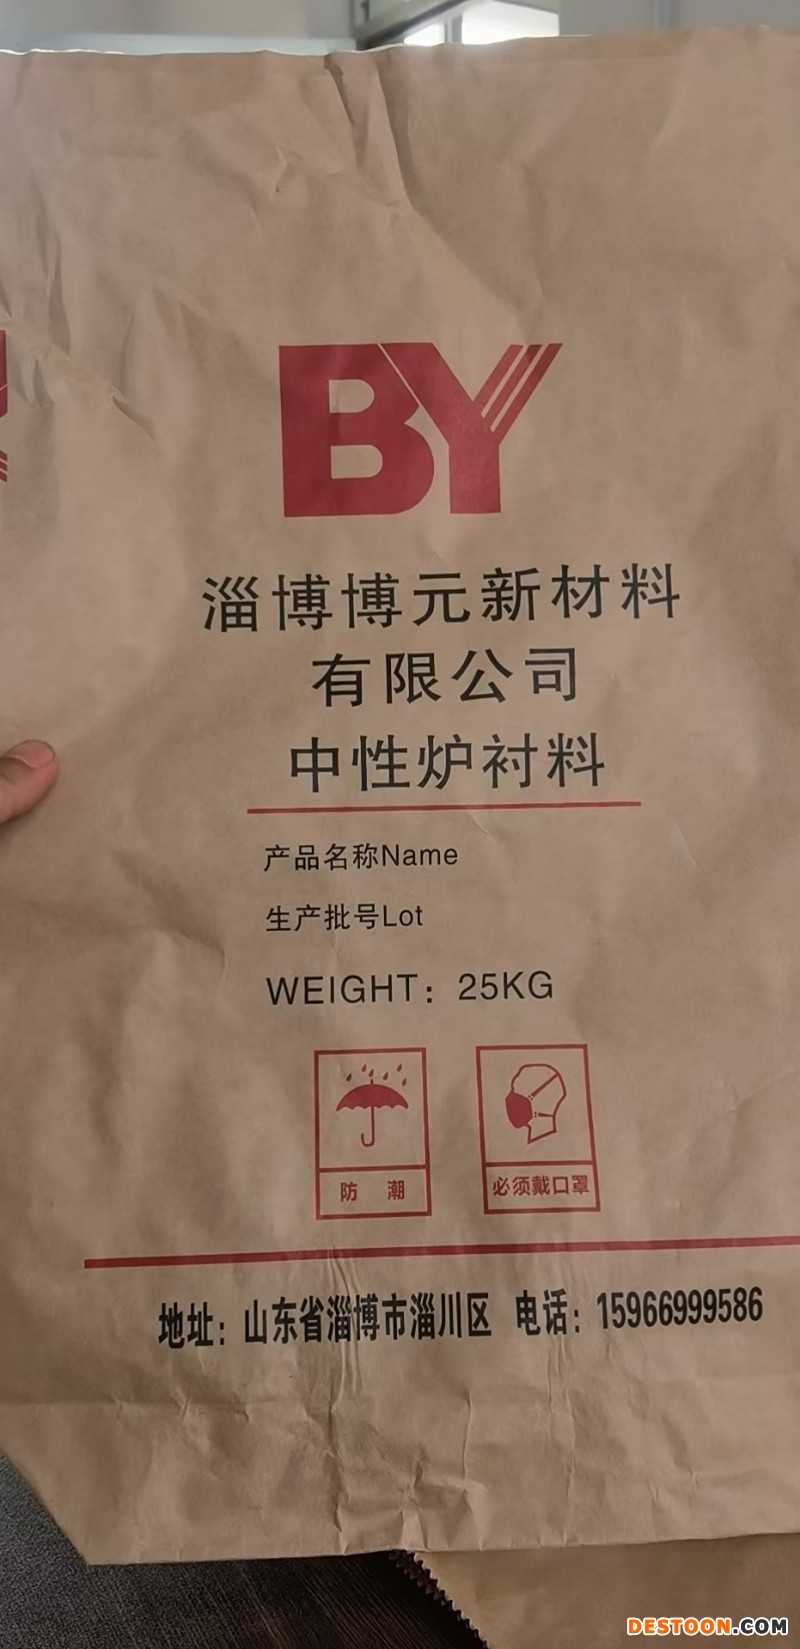 BY
淄博博元新材料
有限公司
中性炉衬料
产品名称Name
生产批号Lot
WEIGHT：25KG
防 潮
必须戴口罩
地址：山东省淄博市淄川区 电话：15966999586
DESTOON.COM